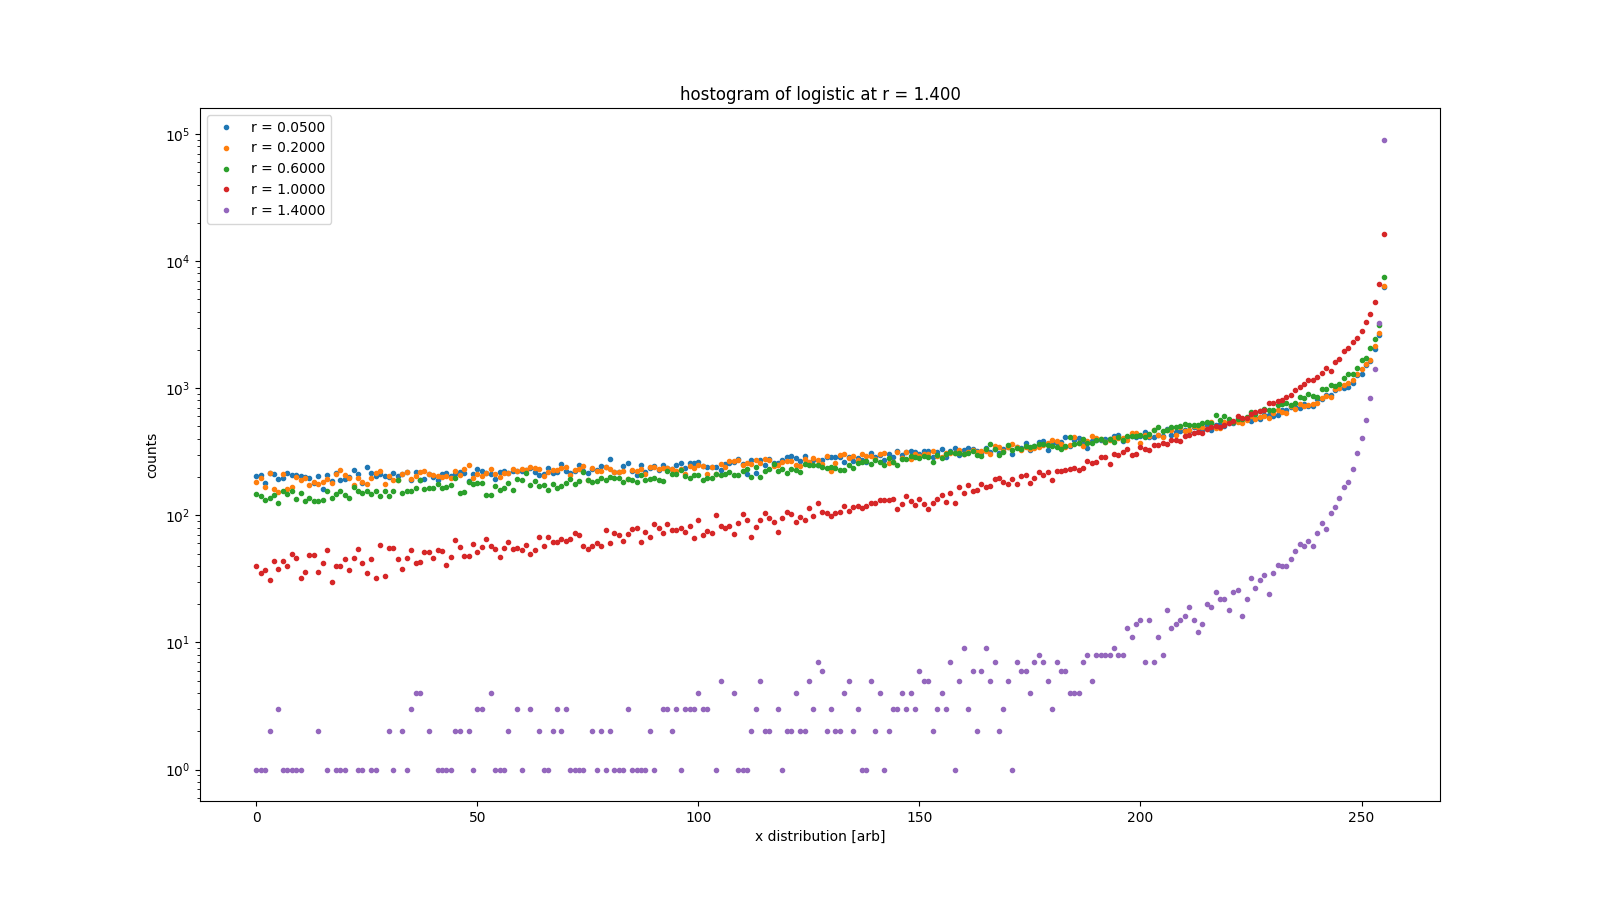 hostogram of logistic at r = 1.400
r = 0.0500
r = 0.2000
r = 0.6000
r = 1.0000
r = 1.4000
10⁵
10⁴
10³
10²
10¹
10⁰
counts
0 50 100 150 200 250
x distribution [arb]